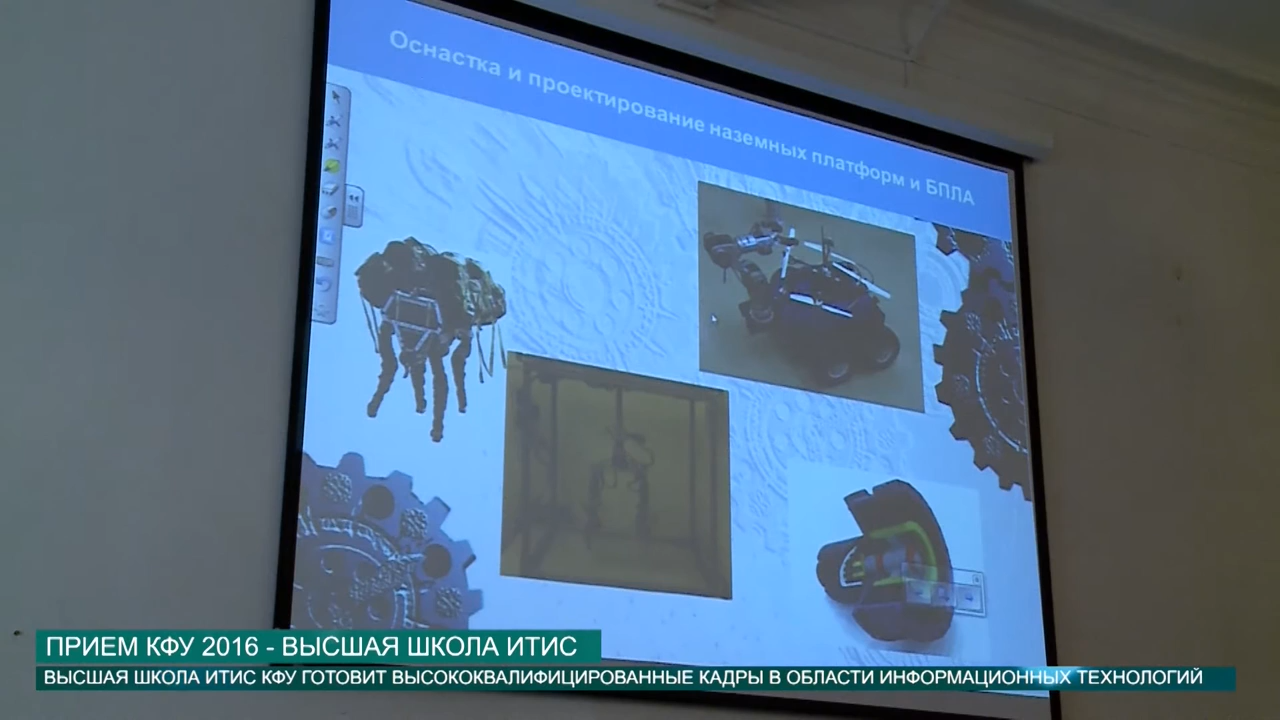 Оснастка и проектирование наземных платформ и БПЛА
ПРИЕМ КФУ 2016 - ВЫСШАЯ ШКОЛА ИТИС
ВЫСШАЯ ШКОЛА ИТИС КФУ ГОТОВИТ ВЫСОКОКВАЛИФИЦИРОВАННЫЕ КАДРЫ В ОБЛАСТИ ИНФОРМАЦИОННЫХ ТЕХНОЛОГИЙ